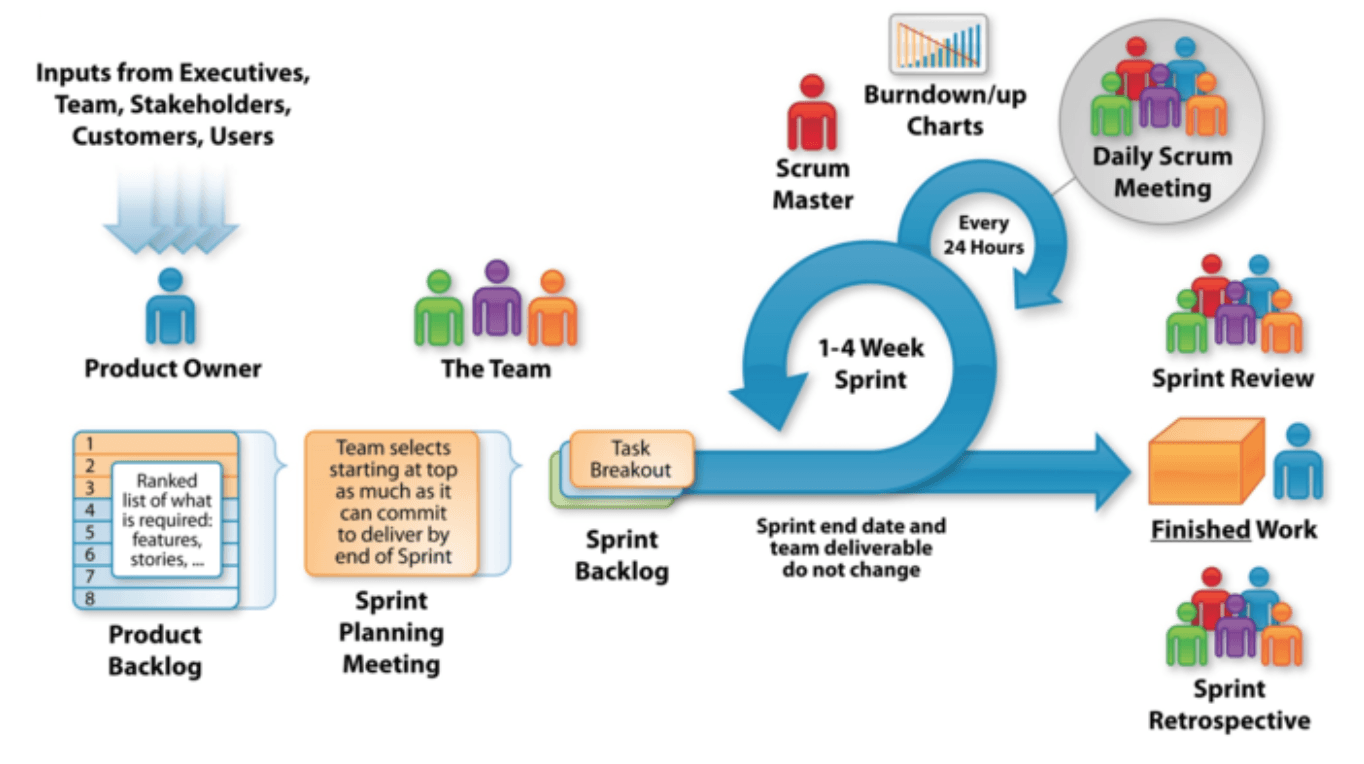 Inputs from Executives,
Team, Stakeholders,
Customers, Users
Product Owner
The Team
Scrum
Master
Burndown/up
Charts
Daily Scrum
Meeting
Every
24 Hours
1-4 Week
Sprint
Sprint Review
1
2
3
4
5
6
7
8
Ranked
list of what
is required:
features,
stories, ...
Product
Backlog
Team selects
starting at top
as much as it
can commit
to deliver by
end of Sprint
Sprint
Planning
Meeting
Task
Breakout
Sprint
Backlog
Sprint end date and
team deliverable
do not change
Finished Work
Sprint
Retrospective